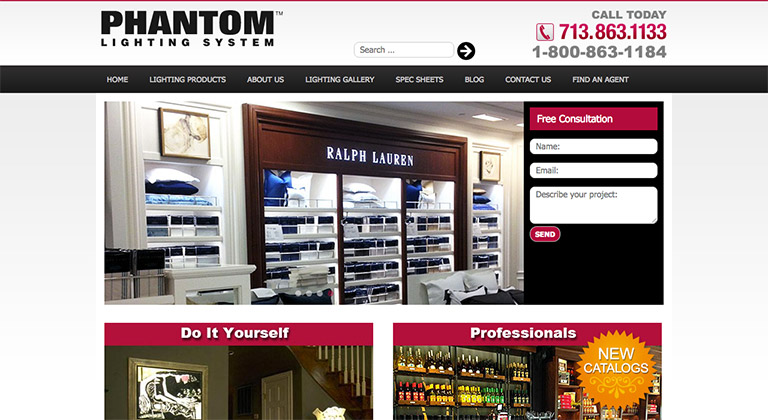 PHANTOM™
LIGHTING SYSTEM
Search ...
CALL TODAY
713.863.1133
1-800-863-1184
HOME LIGHTING PRODUCTS ABOUT US LIGHTING GALLERY SPEC SHEETS BLOG CONTACT US FIND AN AGENT
RALPH LAUREN
Free Consultation
Name:
Email:
Describe your project:
SEND
Do It Yourself
Professionals
NEW
CATALOGS